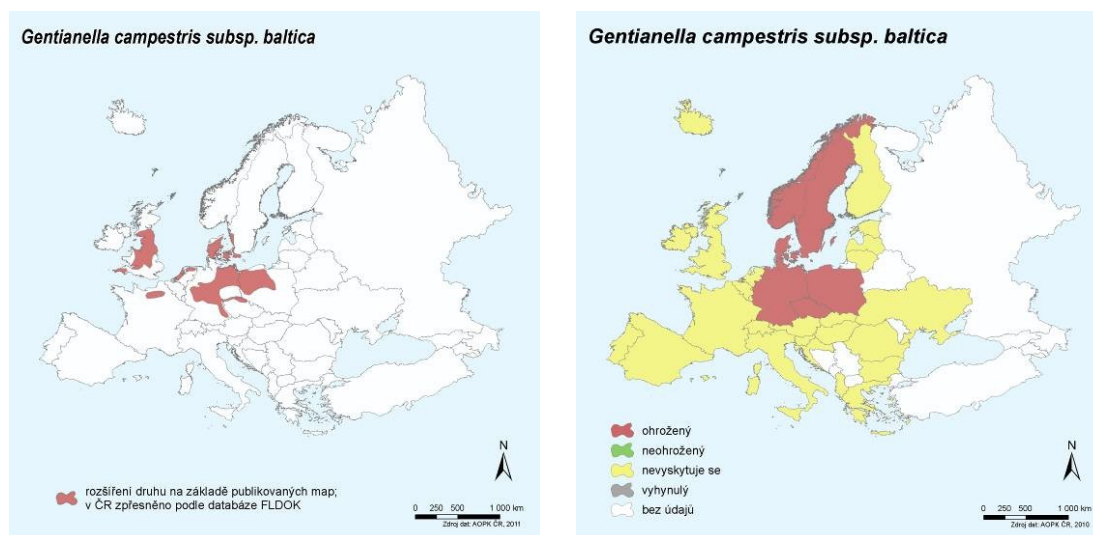 Gentianella campestris subsp. baltica
N
rozšíření druhu na základě publikovaných map;
v ČR zpřesněno podle databáze FLDOK
0 250 500 1 000 km
Zdroj dat: AOPK ČR, 2011
Gentianella campestris subsp. baltica
ohrožený
neohrožený
nevyskytuje se
vyhynulý
bez údajů
N
0 250 500 1 000 km
Zdroj dat: AOPK ČR, 2010